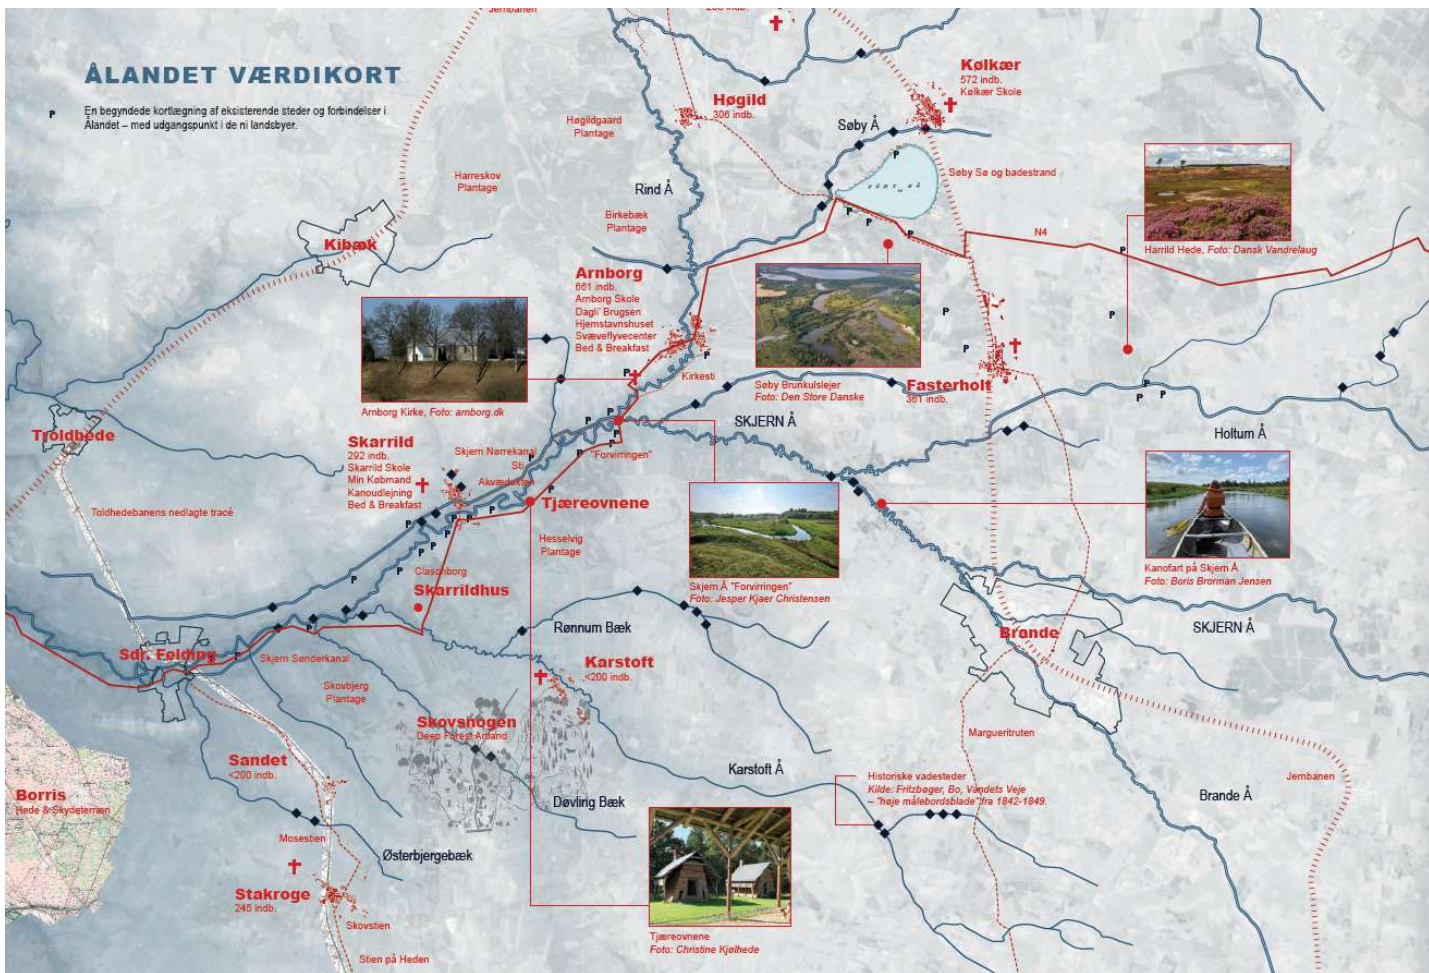 ÅLANDET VÆRDIKORT
P
En begyndede kortlægning af eksisterende steder og forbindelser i
Ålandet – med udgangspunkt i de ni landsbyer.
Jernbanen
Høgild
306 indb.
Kølkær
572 indb.
Kølkær Skole
Høgildgaard
Plantage
Søby Å
Harreskov
Plantage
Rind Å
Birkebæk
Plantage
Søby Sø og badestrand
N4
Harrild Hede, Foto: Dansk Vandrelaug
Kibæk
Arnborg
661 indb.
Arnborg Skole
Dagli' Brugsen
Hjemstavnshuset
Svæveflyvecenter
Bed & Breakfast
Kirkesti
Søby Brunkulslejer
Foto: Den Store Danske
Fasterholt
361 indb.
Arnborg Kirke, Foto: arnborg.dk
SKJERN Å
Holtum Å
Troldhede
Skarrild
292 indb.
Skarrild Skole
Min Købmand
Kanoudlejning
Bed & Breakfast
Skjern Nørrekanal
Sti
Akvædukten
"Forvirringen"
Tjæreovnene
Toldhedebanens nedlagte tracé
Hesselvig
Plantage
Skjern Å "Forvirringen"
Foto: Jesper Kjaer Christensen
Kanofart på Skjern Å
Foto: Boris Brorman Jensen
Clasonborg
Skarrildhus
Rønnum Bæk
Brande
SKJERN Å
Sdr. Felding
Skjern Sønderkanal
Skovbjerg
Plantage
Karstoft
<200 indb.
Skovsnogen
Deep Forest Artland
Margueritruten
Sandet
<200 indb.
Karstoft Å
Historiske vadesteder
Kilde: Fritzbøger, Bo, Vandets Veje
– "høje målebordsblade" fra 1842-1849.
Jernbanen
Brande Å
Borris
Hede & Skydeterræn
Døvling Bæk
Mosestien
Østerbjergebæk
Stakroge
245 indb.
Skovstien
Stien på Heden
Tjæreovnene
Foto: Christine Kjølhede